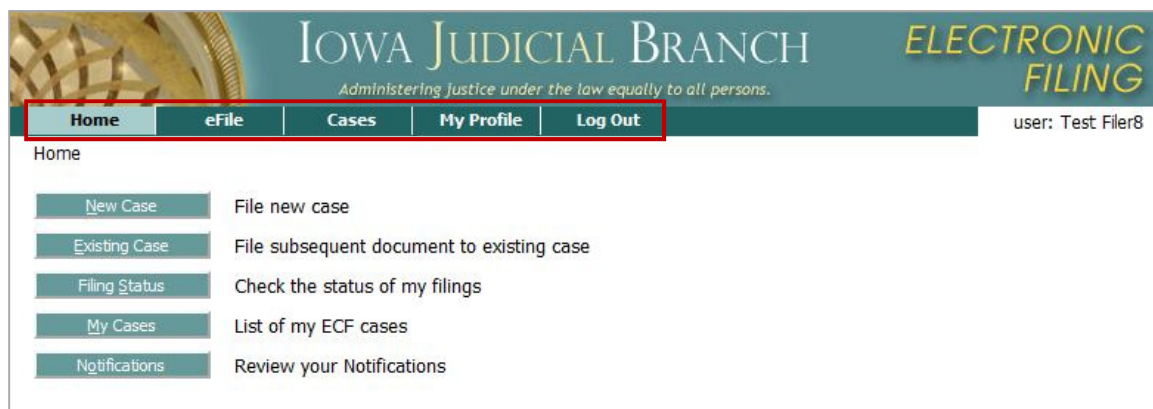 IOWA JUDICIAL BRANCH
Administering justice under the law equally to all persons.
ELECTRONIC
FILING
Home eFile Cases My Profile Log Out
user: Test Filer8
Home
New Case File new case
Existing Case File subsequent document to existing case
Filing Status Check the status of my filings
My Cases List of my ECF cases
Notifications Review your Notifications